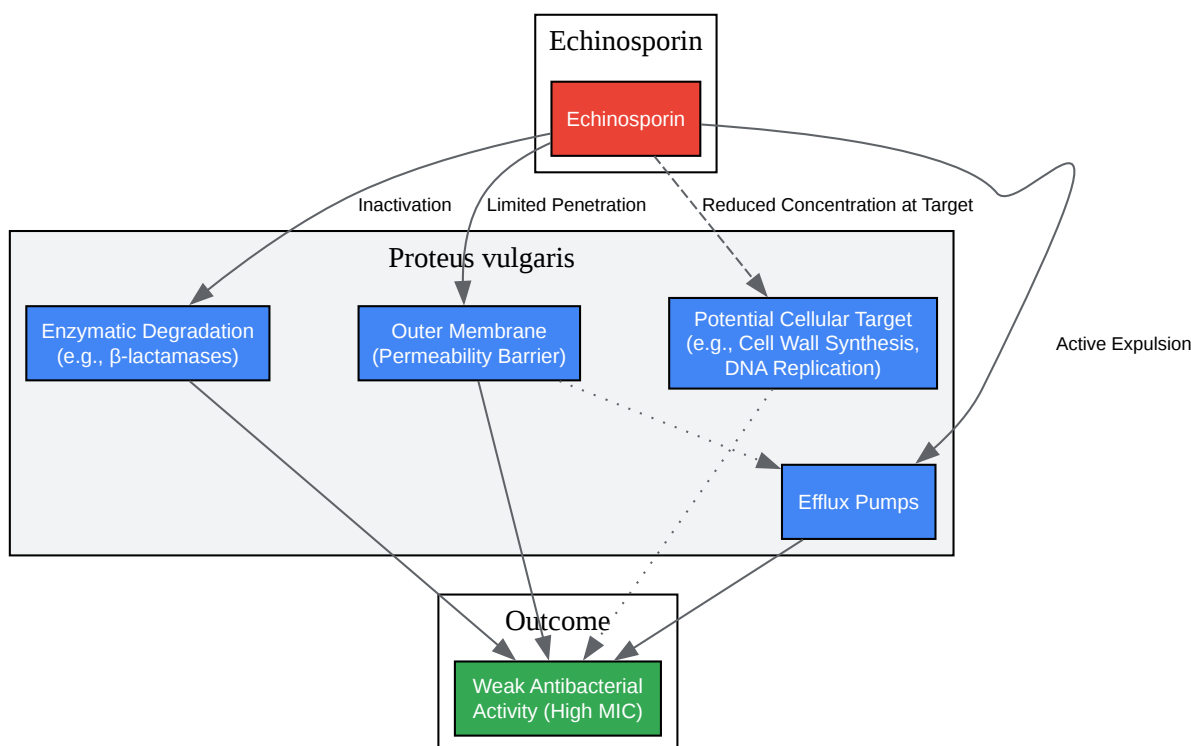 Echinosporin
Echinosporin
Inactivation
Limited Penetration
Reduced Concentration at Target
Proteus vulgaris
Enzymatic Degradation
(e.g., β-lactamases)
Outer Membrane
(Permeability Barrier)
Potential Cellular Target
(e.g., Cell Wall Synthesis,
DNA Replication)
Active Expulsion
Efflux Pumps
Outcome
Weak Antibacterial
Activity (High MIC)